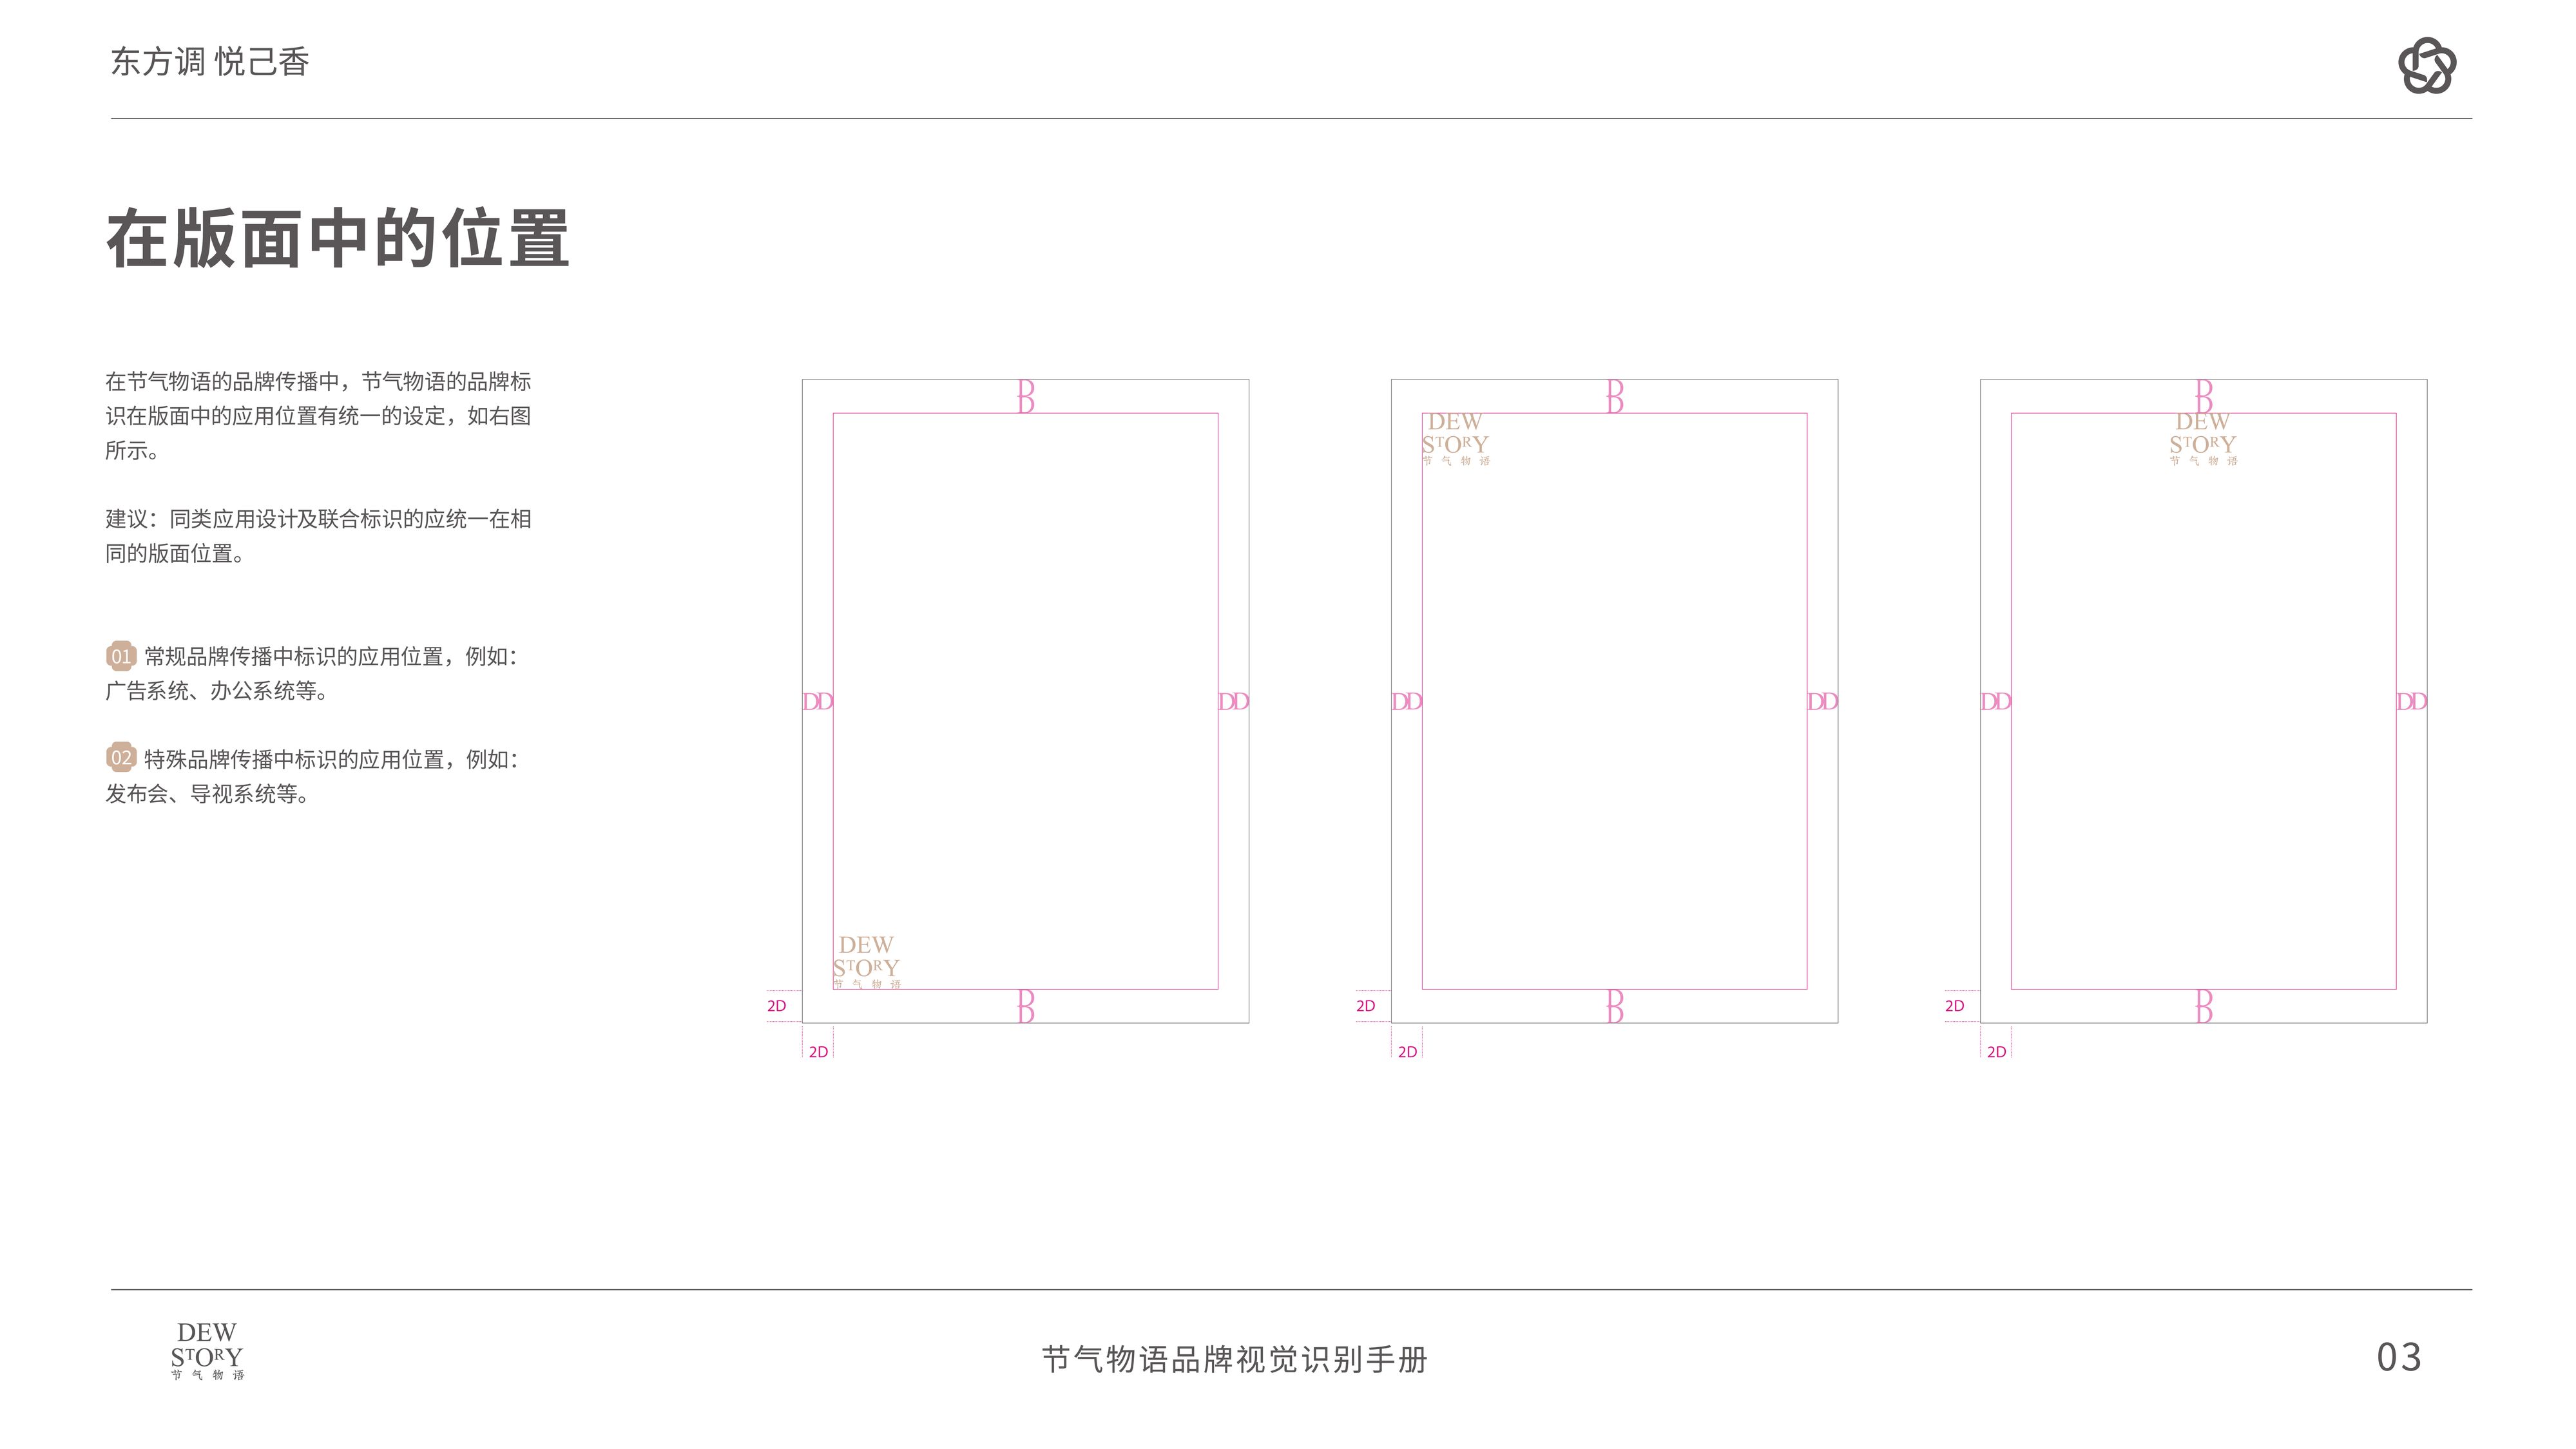 东方调 悦己香
在版面中的位置
在节气物语的品牌传播中，节气物语的品牌标
识在版面中的应用位置有统一的设定，如右图
所示。
建议：同类应用设计及联合标识的应统一在相
同的版面位置。
01 常规品牌传播中标识的应用位置，例如：
广告系统、办公系统等。
02 特殊品牌传播中标识的应用位置，例如：
发布会、导视系统等。
D
D
DD
DD
DEW
STORY
节气物语
D
D
2D
2D
D
D
DEW
STORY
节气物语
DD
DD
D
D
2D
2D
D
D
DEW
STORY
节气物语
DD
DD
D
D
2D
2D
DEW
STORY
节气物语
节气物语品牌视觉识别手册
03